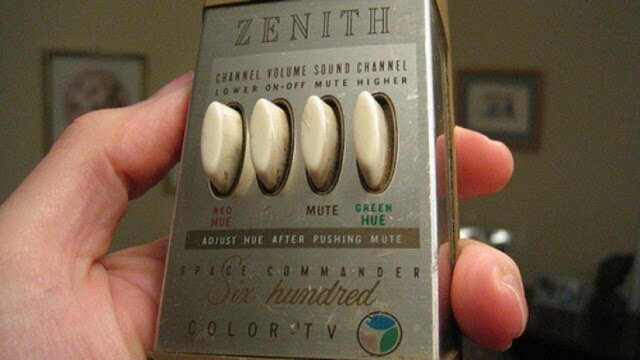 ZENITH
CHANNEL VOLUME SOUND CHANNEL
LOWER ON-OFF MUTE HIGHER
RED HUE MUTE GREEN HUE
ADJUST HUE AFTER PUSHING MUTE
SPACE COMMANDER
Six hundred
COLOR TV